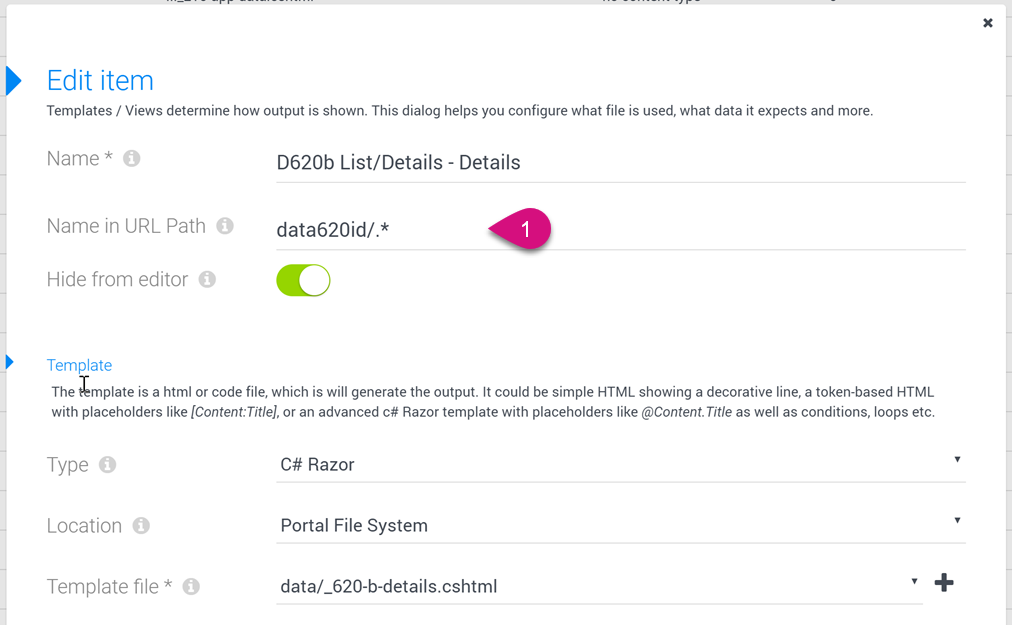 Edit item
Templates / Views determine how output is shown. This dialog helps you configure what file is used, what data it expects and more.
Name *
D620b List/Details - Details
Name in URL Path
data620id/.*
1
Hide from editor
Template
The template is a html or code file, which is will generate the output. It could be simple HTML showing a decorative line, a token-based HTML
with placeholders like [Content:Title], or an advanced c# Razor template with placeholders like @Content.Title as well as conditions, loops etc.
Type
C# Razor
Location
Portal File System
Template file *
data/_620-b-details.cshtml